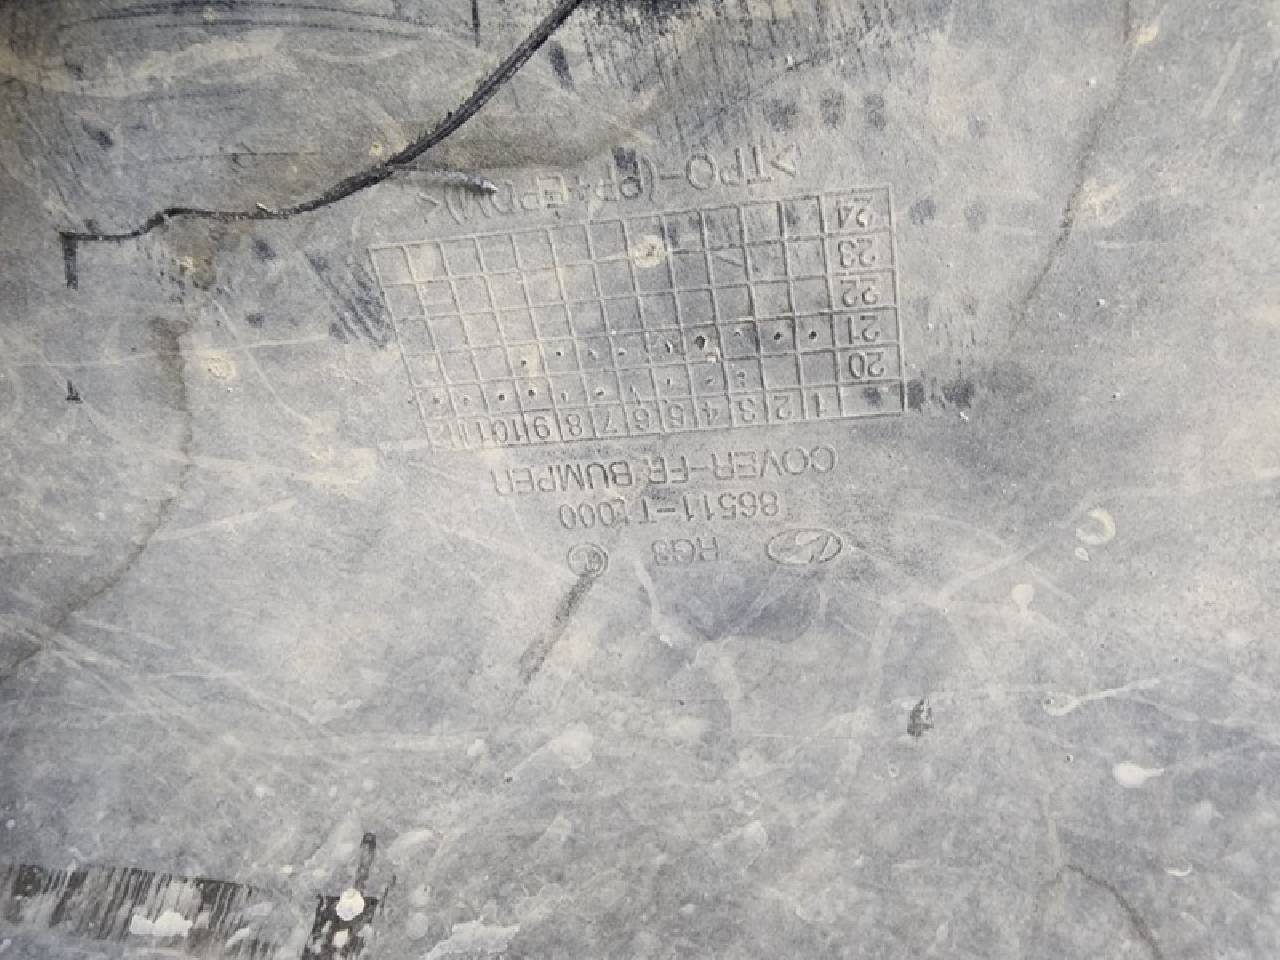 RG3
86511-T1000
COVER-FR BUMPER
1 2 3 4 5 6 7 8 9 10 11 12
20
21
22
23
24
>TPO-(PP+EPDM)<